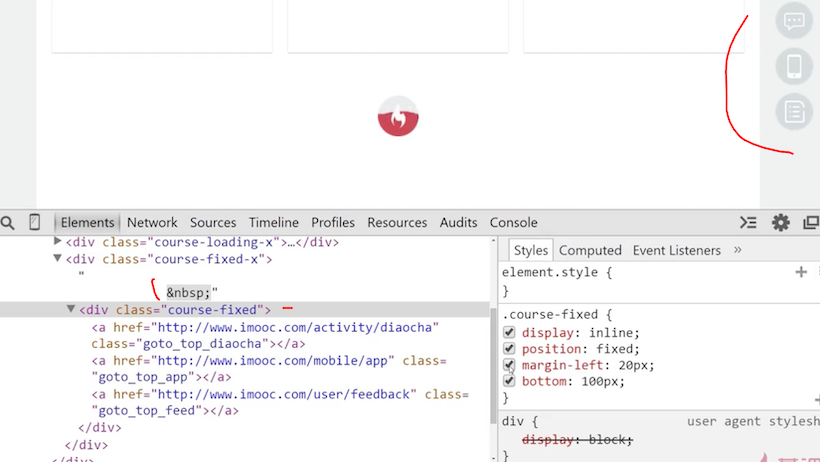 Elements Network Sources Timeline Profiles Resources Audits Console
<div class="course-loading-x">…</div>
<div class="course-fixed-x">
"
&nbsp;"
<div class="course-fixed">
<a href="http://www.imooc.com/activity/diaocha"
class="goto_top_diaocha"></a>
<a href="http://www.imooc.com/mobile/app" class=
"goto_top_app"></a>
<a href="http://www.imooc.com/user/feedback" class=
"goto_top_feed"></a>
</div>
</div>
</div>
Styles Computed Event Listeners »
element.style {
}
.course-fixed {
display: inline;
position: fixed;
margin-left: 20px;
bottom: 100px;
}
div { user agent stylesh
display: block;
}